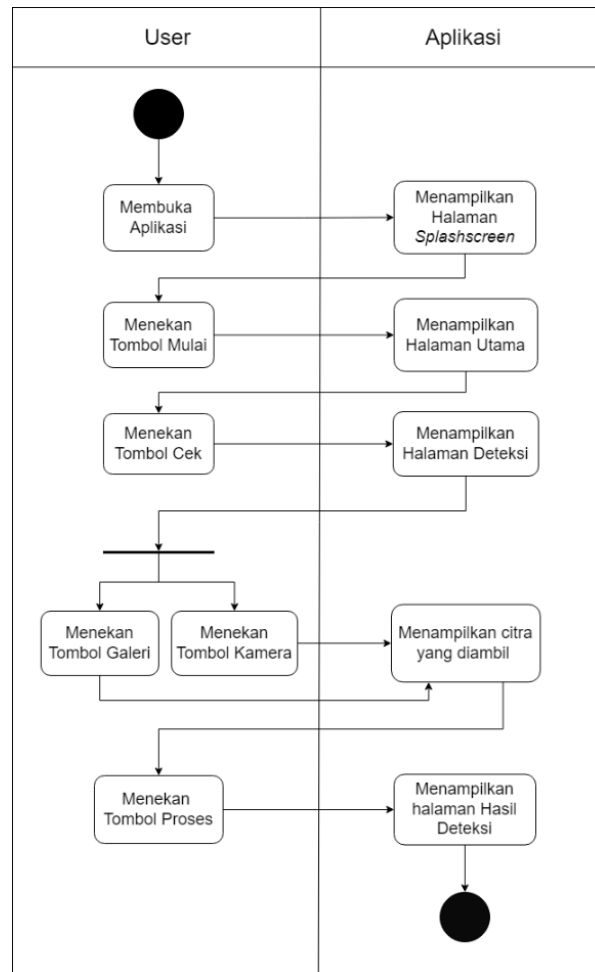 User
Aplikasi
Membuka
Aplikasi
Menampilkan
Halaman
Splashscreen
Menekan
Tombol Mulai
Menampilkan
Halaman Utama
Menekan
Tombol Cek
Menampilkan
Halaman Deteksi
Menekan
Tombol Galeri
Menekan
Tombol Kamera
Menampilkan citra
yang diambil
Menekan
Tombol Proses
Menampilkan
halaman Hasil
Deteksi